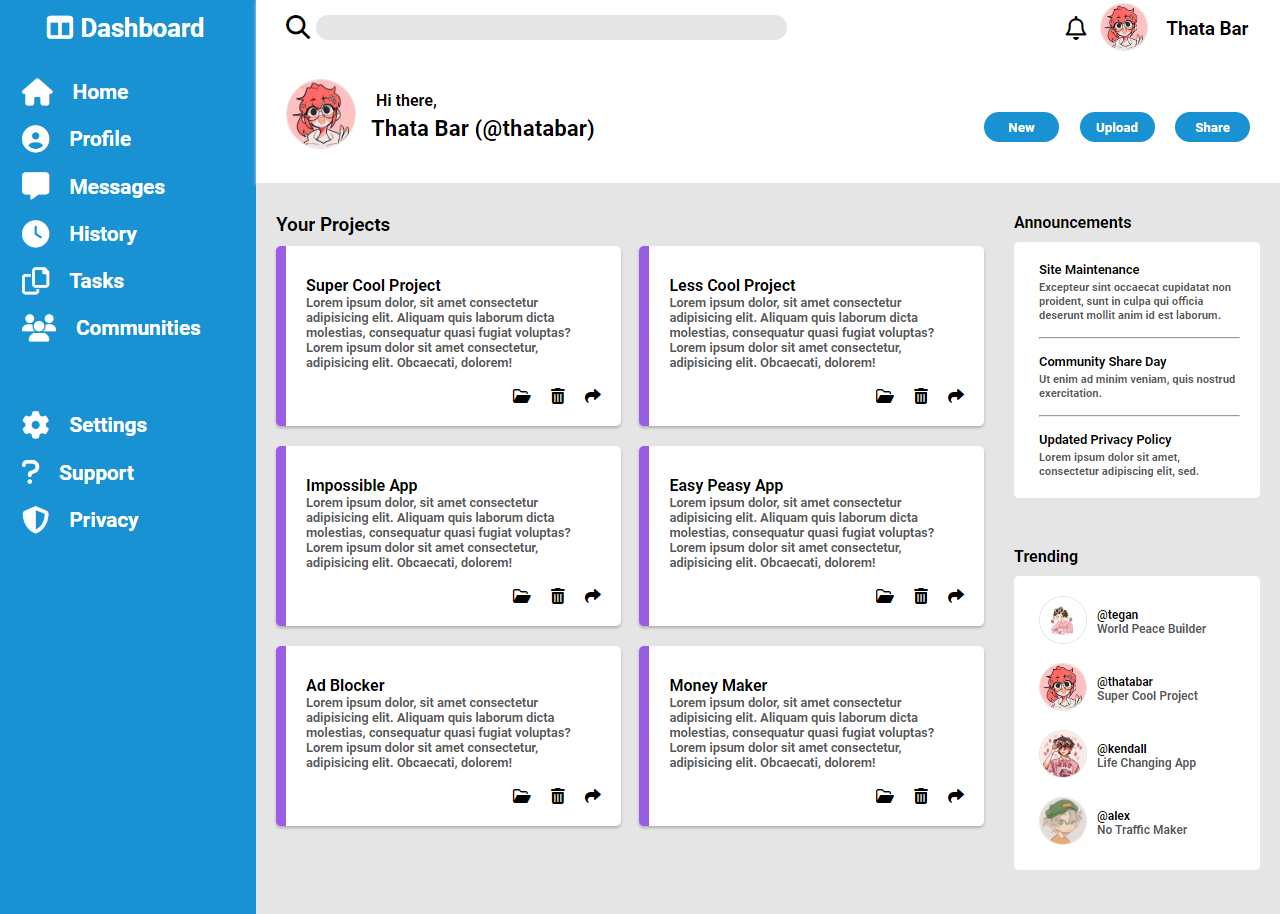 Dashboard
Home
Profile
Messages
History
Tasks
Communities
Settings
Support
Privacy
Thata Bar
Hi there,
Thata Bar (@thatabar)
New
Upload
Share
Your Projects
Super Cool Project
Lorem ipsum dolor, sit amet consectetur
adipisicing elit. Aliquam quis laborum dicta
molestias, consequatur quasi fugiat voluptas?
Lorem ipsum dolor sit amet consectetur,
adipisicing elit. Obcaecati, dolorem!
Less Cool Project
Lorem ipsum dolor, sit amet consectetur
adipisicing elit. Aliquam quis laborum dicta
molestias, consequatur quasi fugiat voluptas?
Lorem ipsum dolor sit amet consectetur,
adipisicing elit. Obcaecati, dolorem!
Impossible App
Lorem ipsum dolor, sit amet consectetur
adipisicing elit. Aliquam quis laborum dicta
molestias, consequatur quasi fugiat voluptas?
Lorem ipsum dolor sit amet consectetur,
adipisicing elit. Obcaecati, dolorem!
Easy Peasy App
Lorem ipsum dolor, sit amet consectetur
adipisicing elit. Aliquam quis laborum dicta
molestias, consequatur quasi fugiat voluptas?
Lorem ipsum dolor sit amet consectetur,
adipisicing elit. Obcaecati, dolorem!
Ad Blocker
Lorem ipsum dolor, sit amet consectetur
adipisicing elit. Aliquam quis laborum dicta
molestias, consequatur quasi fugiat voluptas?
Lorem ipsum dolor sit amet consectetur,
adipisicing elit. Obcaecati, dolorem!
Money Maker
Lorem ipsum dolor, sit amet consectetur
adipisicing elit. Aliquam quis laborum dicta
molestias, consequatur quasi fugiat voluptas?
Lorem ipsum dolor sit amet consectetur,
adipisicing elit. Obcaecati, dolorem!
Announcements
Site Maintenance
Excepteur sint occaecat cupidatat non
proident, sunt in culpa qui officia
deserunt mollit anim id est laborum.
Community Share Day
Ut enim ad minim veniam, quis nostrud
exercitation.
Updated Privacy Policy
Lorem ipsum dolor sit amet,
consectetur adipiscing elit, sed.
Trending
@tegan
World Peace Builder
@thatabar
Super Cool Project
@kendall
Life Changing App
@alex
No Traffic Maker